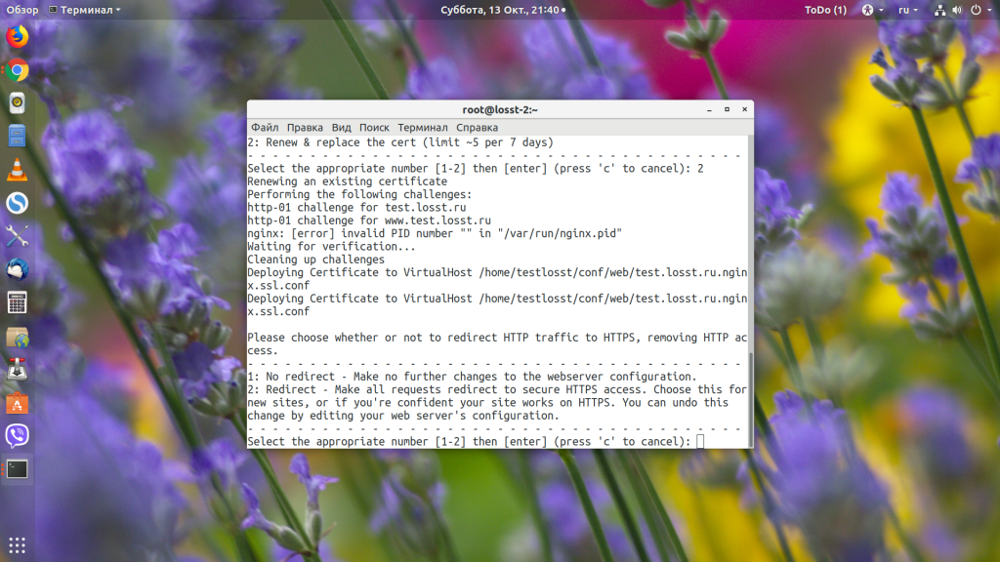 Обзор Терминал Суббота, 13 Окт., 21:40 ToDo (1) ru
root@losst-2:~
Файл Правка Вид Поиск Терминал Справка
2: Renew & replace the cert (limit ~5 per 7 days)
- - - - - - - - - - - - - - - - - - - - - - - - - - - - - - - - - - - - - - - -
Select the appropriate number [1-2] then [enter] (press 'c' to cancel): 2
Renewing an existing certificate
Performing the following challenges:
http-01 challenge for test.losst.ru
http-01 challenge for www.test.losst.ru
nginx: [error] invalid PID number "" in "/var/run/nginx.pid"
Waiting for verification...
Cleaning up challenges
Deploying Certificate to VirtualHost /home/testlosst/conf/web/test.losst.ru.ngin
x.ssl.conf
Deploying Certificate to VirtualHost /home/testlosst/conf/web/test.losst.ru.ngin
x.ssl.conf
Please choose whether or not to redirect HTTP traffic to HTTPS, removing HTTP ac
cess.
- - - - - - - - - - - - - - - - - - - - - - - - - - - - - - - - - - - - - - - -
1: No redirect - Make no further changes to the webserver configuration.
2: Redirect - Make all requests redirect to secure HTTPS access. Choose this for
new sites, or if you're confident your site works on HTTPS. You can undo this
change by editing your web server's configuration.
- - - - - - - - - - - - - - - - - - - - - - - - - - - - - - - - - - - - - - - -
Select the appropriate number [1-2] then [enter] (press 'c' to cancel):